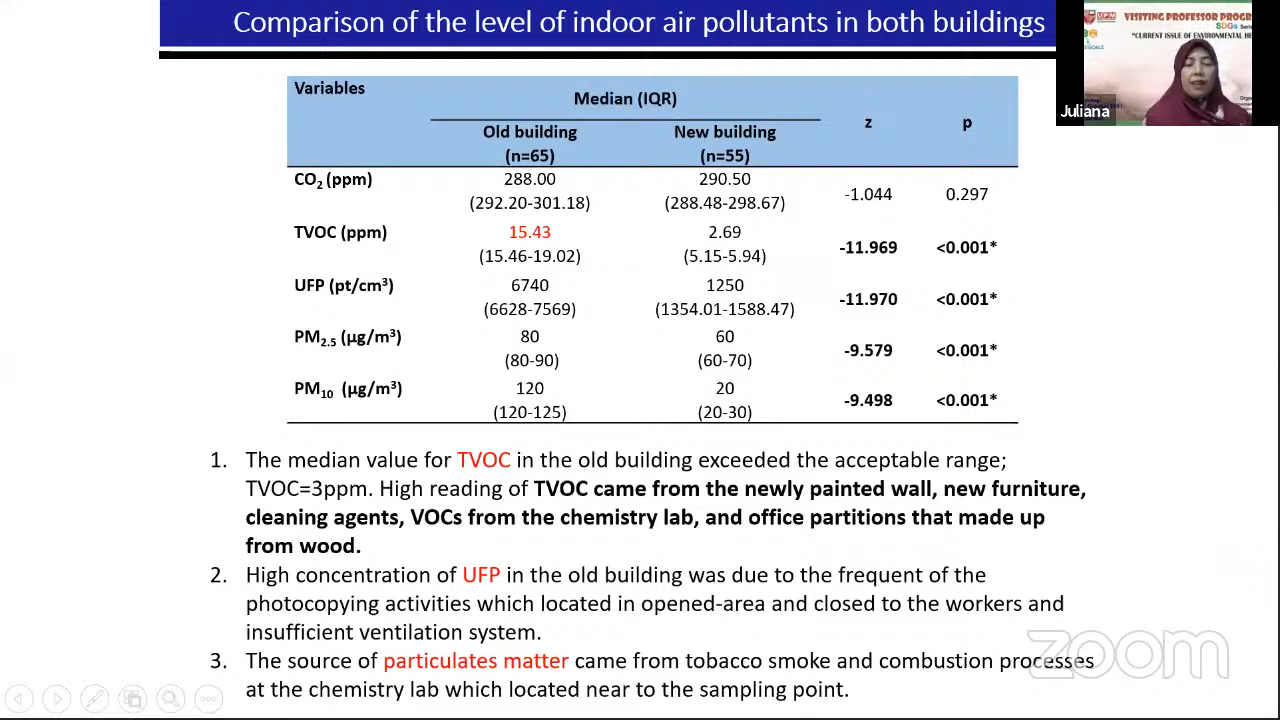 Comparison of the level of indoor air pollutants in both buildings
VISITING PROFESSOR PROGR
SDGs Serie
"CURRENT ISSUE OF ENVIRONMENTAL HE
Juliana
Variables
Median (IQR)
z
p
Old building
(n=65)
New building
(n=55)
CO2 (ppm)
288.00
(292.20-301.18)
290.50
(288.48-298.67)
-1.044
0.297
TVOC (ppm)
15.43
(15.46-19.02)
2.69
(5.15-5.94)
-11.969
<0.001*
UFP (pt/cm3)
6740
(6628-7569)
1250
(1354.01-1588.47)
-11.970
<0.001*
PM2.5 (µg/m3)
80
(80-90)
60
(60-70)
-9.579
<0.001*
PM10 (µg/m3)
120
(120-125)
20
(20-30)
-9.498
<0.001*
1. The median value for TVOC in the old building exceeded the acceptable range;
TVOC=3ppm. High reading of TVOC came from the newly painted wall, new furniture,
cleaning agents, VOCs from the chemistry lab, and office partitions that made up
from wood.
2. High concentration of UFP in the old building was due to the frequent of the
photocopying activities which located in opened-area and closed to the workers and
insufficient ventilation system.
3. The source of particulates matter came from tobacco smoke and combustion processes
at the chemistry lab which located near to the sampling point.
zoom